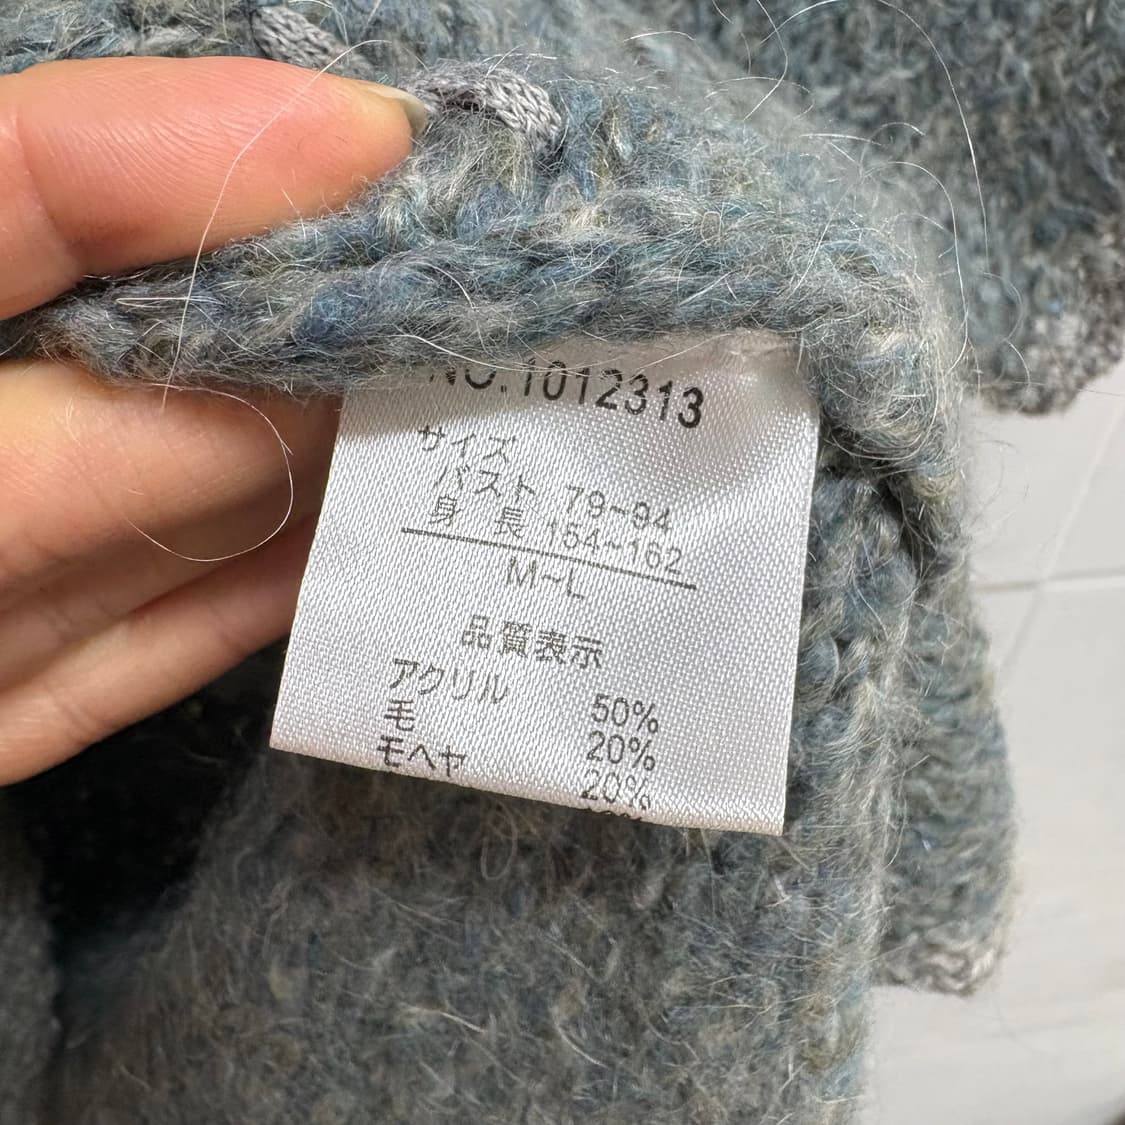 NO.1012313
サイズ
バスト 79~94
身 長 154~162
M~L
品質表示
アクリル 50%
毛 20%
モヘヤ 20%